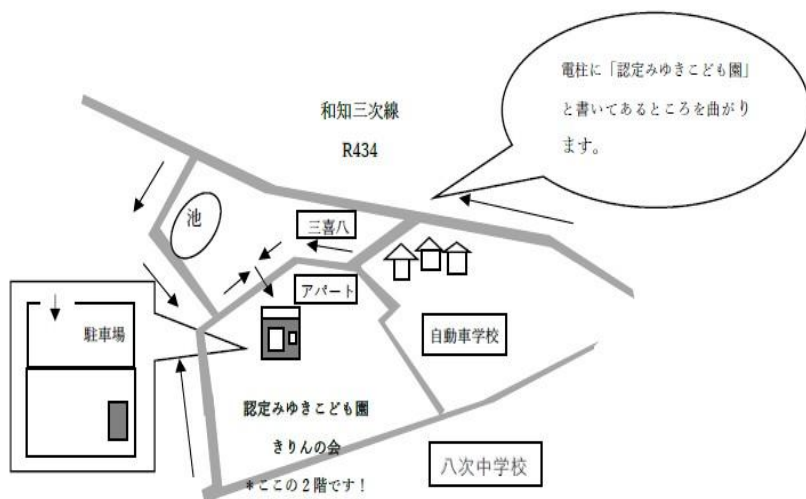 電柱に「認定みゆきこども園」
と書いてあるところを曲がり
ます。
和知三次線
R434
池
三喜八
アパート
駐車場
自動車学校
認定みゆきこども園
きりんの会
*ここの2階です!
八次中学校